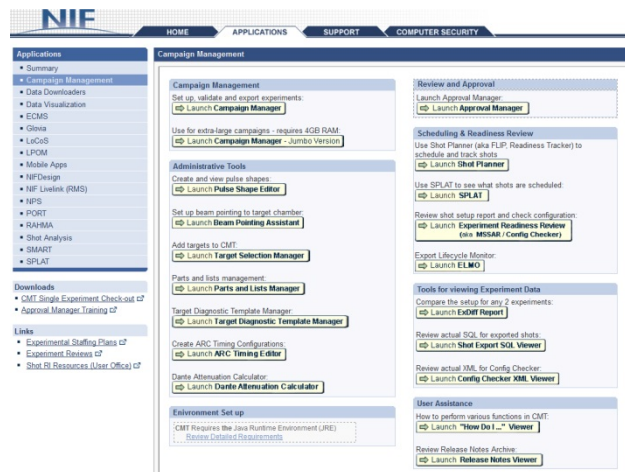 NIF
HOME
APPLICATIONS
SUPPORT
COMPUTER SECURITY
Applications
Summary
Campaign Management
Data Downloaders
Data Visualization
ECMS
Glovia
LoCoS
LPOM
Mobile Apps
NIFDesign
NIF Livelink (RMS)
NPS
PORT
RAHMA
Shot Analysis
SMART
SPLAT
Downloads
CMT Single Experiment Check-out
Approval Manager Training
Links
Experimental Staffing Plans
Experiment Reviews
Shot RI Resources (User Office)
Campaign Management
Campaign Management
Set up, validate and export experiments:
Launch Campaign Manager
Use for extra-large campaigns - requires 4GB RAM:
Launch Campaign Manager - Jumbo Version
Administrative Tools
Create and view pulse shapes:
Launch Pulse Shape Editor
Set up beam pointing to target chamber:
Launch Beam Pointing Assistant
Add targets to CMT:
Launch Target Selection Manager
Parts and lists management:
Launch Parts and Lists Manager
Target Diagnostic Template Manager:
Launch Target Diagnostic Template Manager
Create ARC Timing Configurations:
Launch ARC Timing Editor
Dante Attenuation Calculator:
Launch Dante Attenuation Calculator
Enivronment Set up
CMT Requires the Java Runtime Environment (JRE)
Review Detailed Requirements
Review and Approval
Launch Approval Manager:
Launch Approval Manager
Scheduling & Readiness Review
Use Shot Planner (aka FLIP, Readiness Tracker) to
schedule and track shots
Launch Shot Planner
Use SPLAT to see what shots are scheduled:
Launch SPLAT
Review shot setup report and check configuration:
Launch Experiment Readiness Review
(aka MSSAR / Config Checker)
Export Lifecycle Monitor:
Launch ELMO
Tools for viewing Experiment Data
Compare the setup for any 2 experiments:
Launch ExDiff Report
Review actual SQL for exported shots:
Launch Shot Export SQL Viewer
Review actual XML for Config Checker:
Launch Config Checker XML Viewer
User Assistance
How to perform various functions in CMT:
Launch "How Do I ..." Viewer
Review Release Notes Archive:
Launch Release Notes Viewer